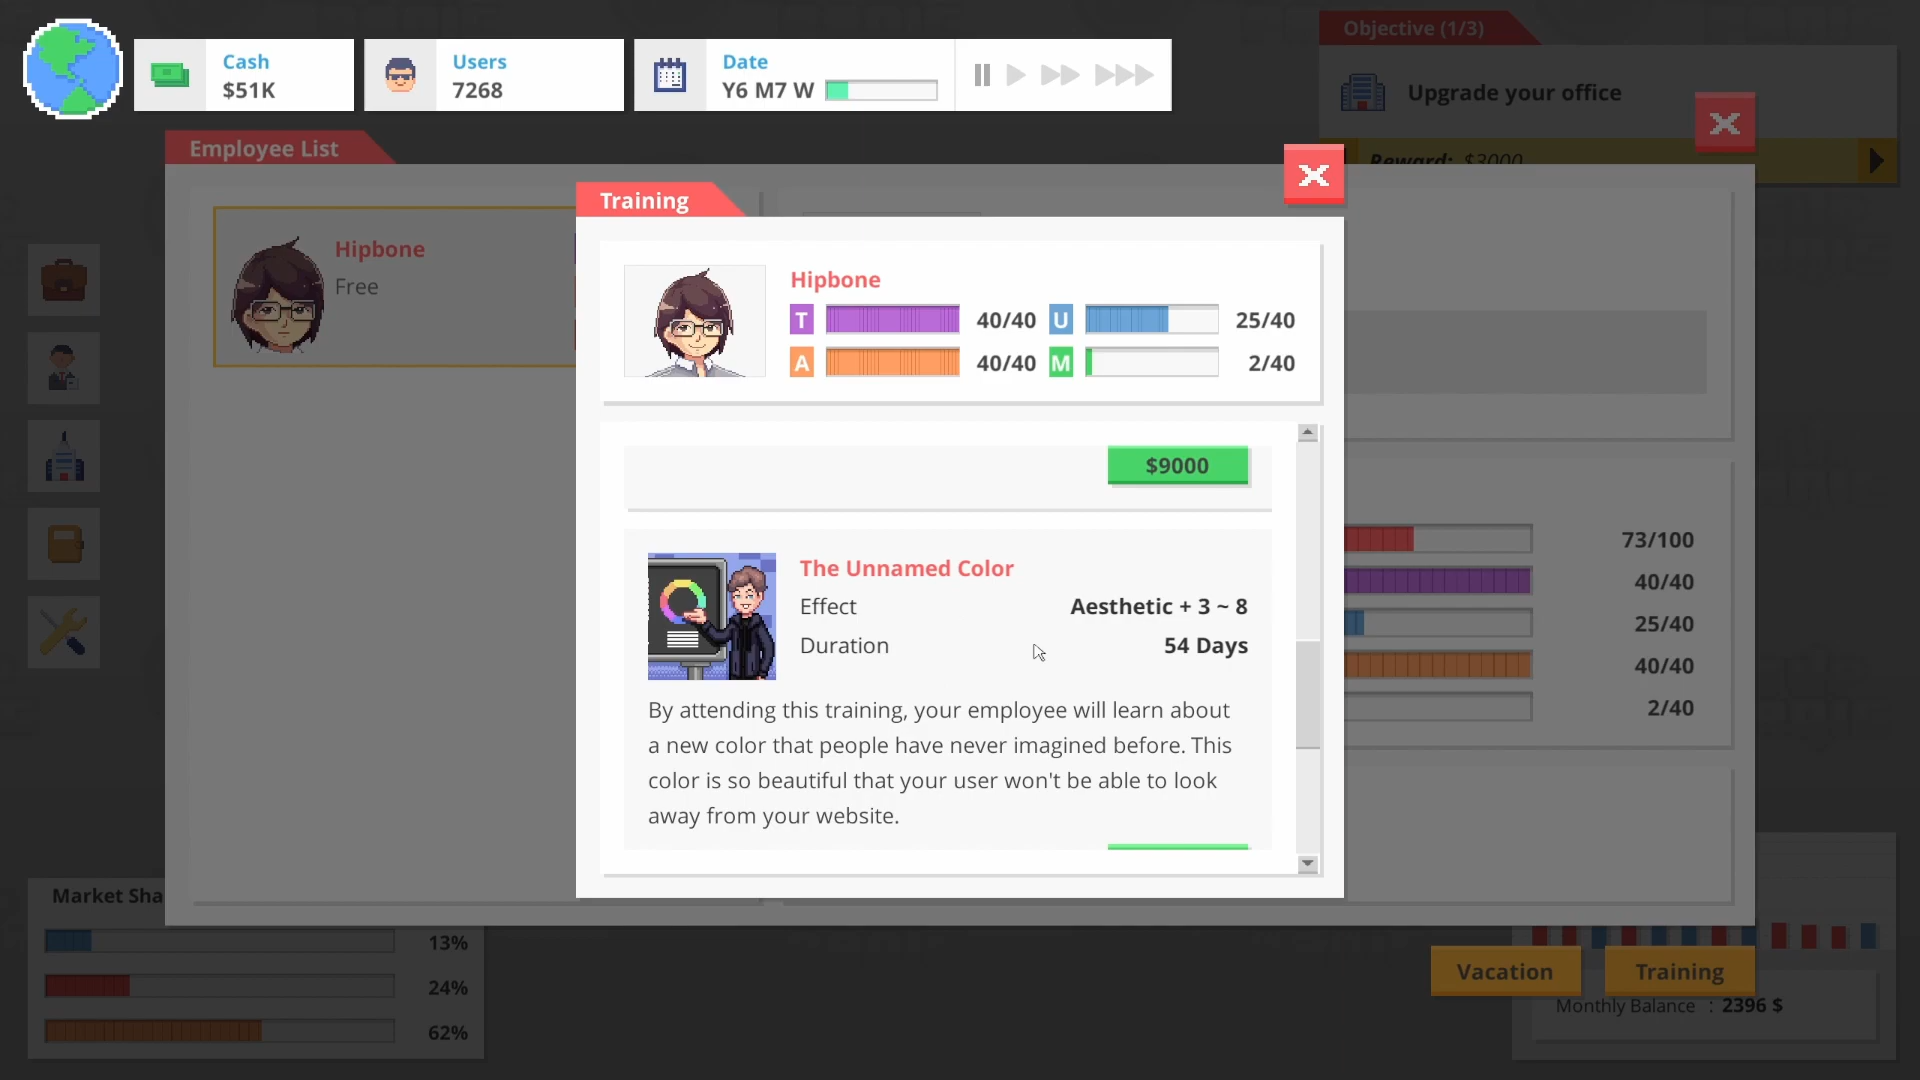 Cash
$51K
Users
7268
Date
Y6 M7 W
Objective (1/3)
Upgrade your office
Reward: $3000
Employee List
Hipbone
Free
Training
Hipbone
T 40/40 U 25/40
A 40/40 M 2/40
$9000
The Unnamed Color
Effect Aesthetic + 3 ~ 8
Duration 54 Days
By attending this training, your employee will learn about
a new color that people have never imagined before. This
color is so beautiful that your user won't be able to look
away from your website.
73/100
40/40
25/40
40/40
2/40
Market Sha
13%
24%
62%
Vacation
Training
Monthly Balance : 2396 $